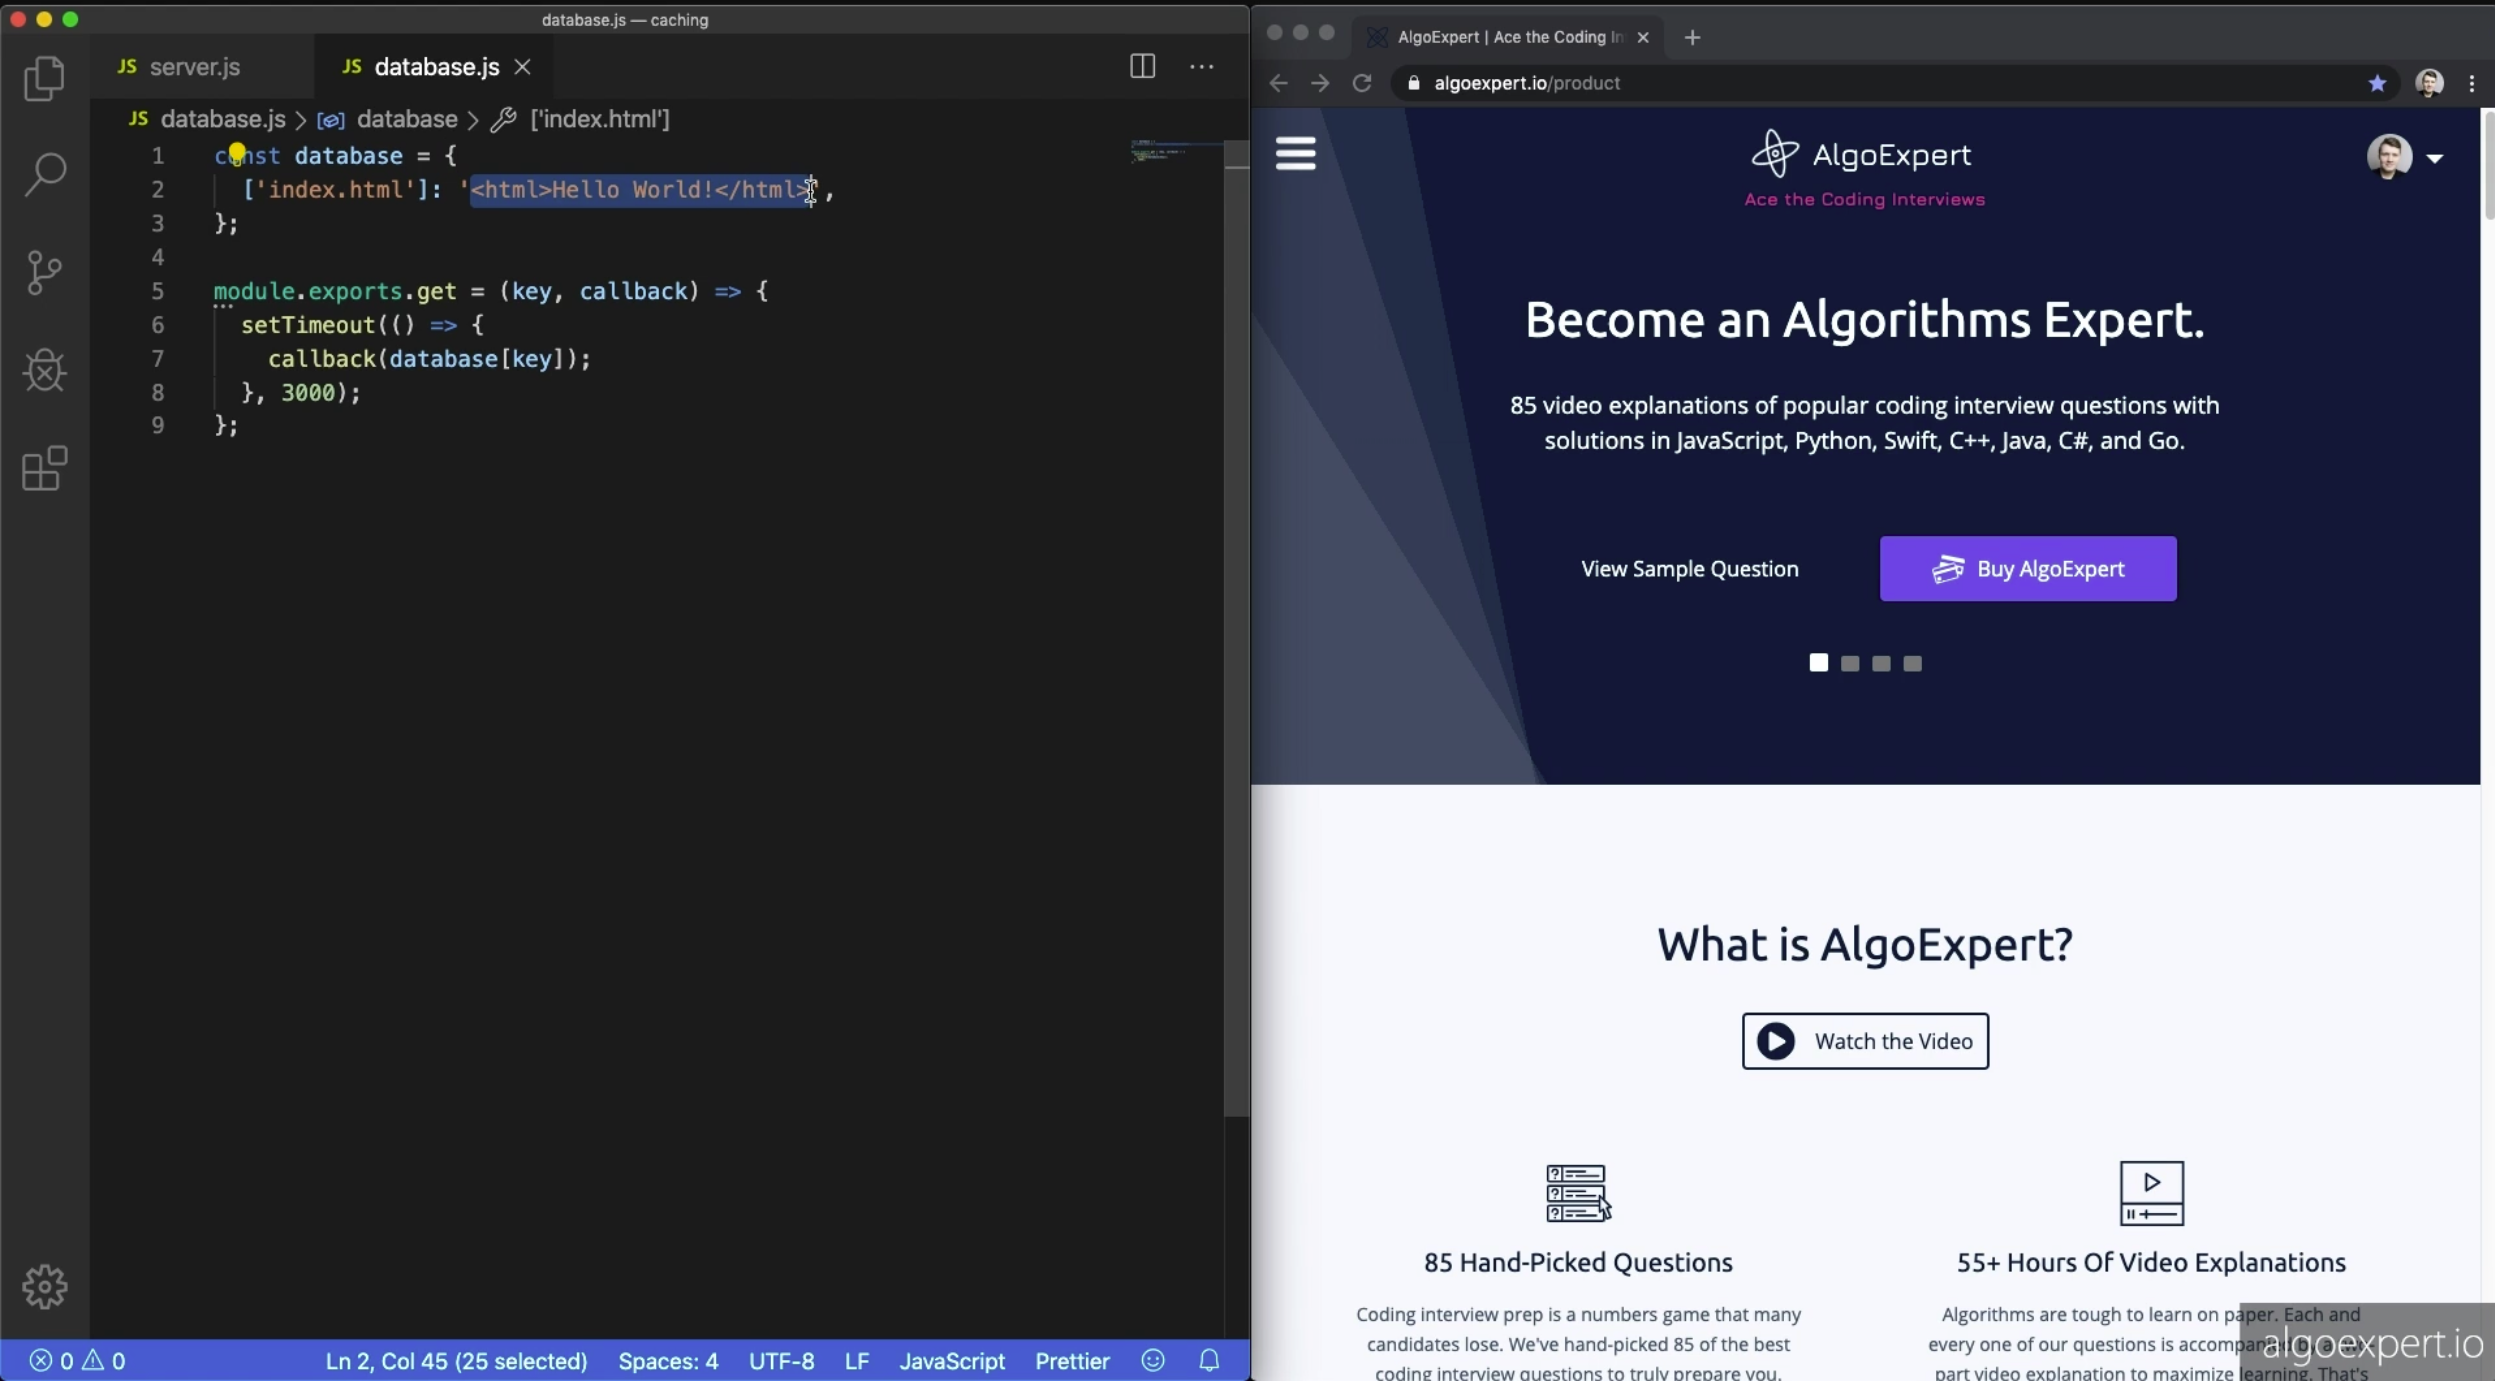 database.js — caching
JS server.js
JS database.js
JS database.js > database > ['index.html']
1 const database = {
2 ['index.html']: '<html>Hello World!</html>',
3 };
4
5 module.exports.get = (key, callback) => {
6 setTimeout(() => {
7 callback(database[key]);
8 }, 3000);
9 };
0 0
Ln 2, Col 45 (25 selected) Spaces: 4 UTF-8 LF JavaScript Prettier
AlgoExpert | Ace the Coding In
algoexpert.io/product
AlgoExpert
Ace the Coding Interviews
Become an Algorithms Expert.
85 video explanations of popular coding interview questions with
solutions in JavaScript, Python, Swift, C++, Java, C#, and Go.
View Sample Question
Buy AlgoExpert
What is AlgoExpert?
Watch the Video
85 Hand-Picked Questions
Coding interview prep is a numbers game that many
candidates lose. We've hand-picked 85 of the best
coding interview questions to truly prepare you.
55+ Hours Of Video Explanations
Algorithms are tough to learn on paper. Each and
every one of our questions is accompanied
part video explanation to maximize learning. That's
algoexpert.io